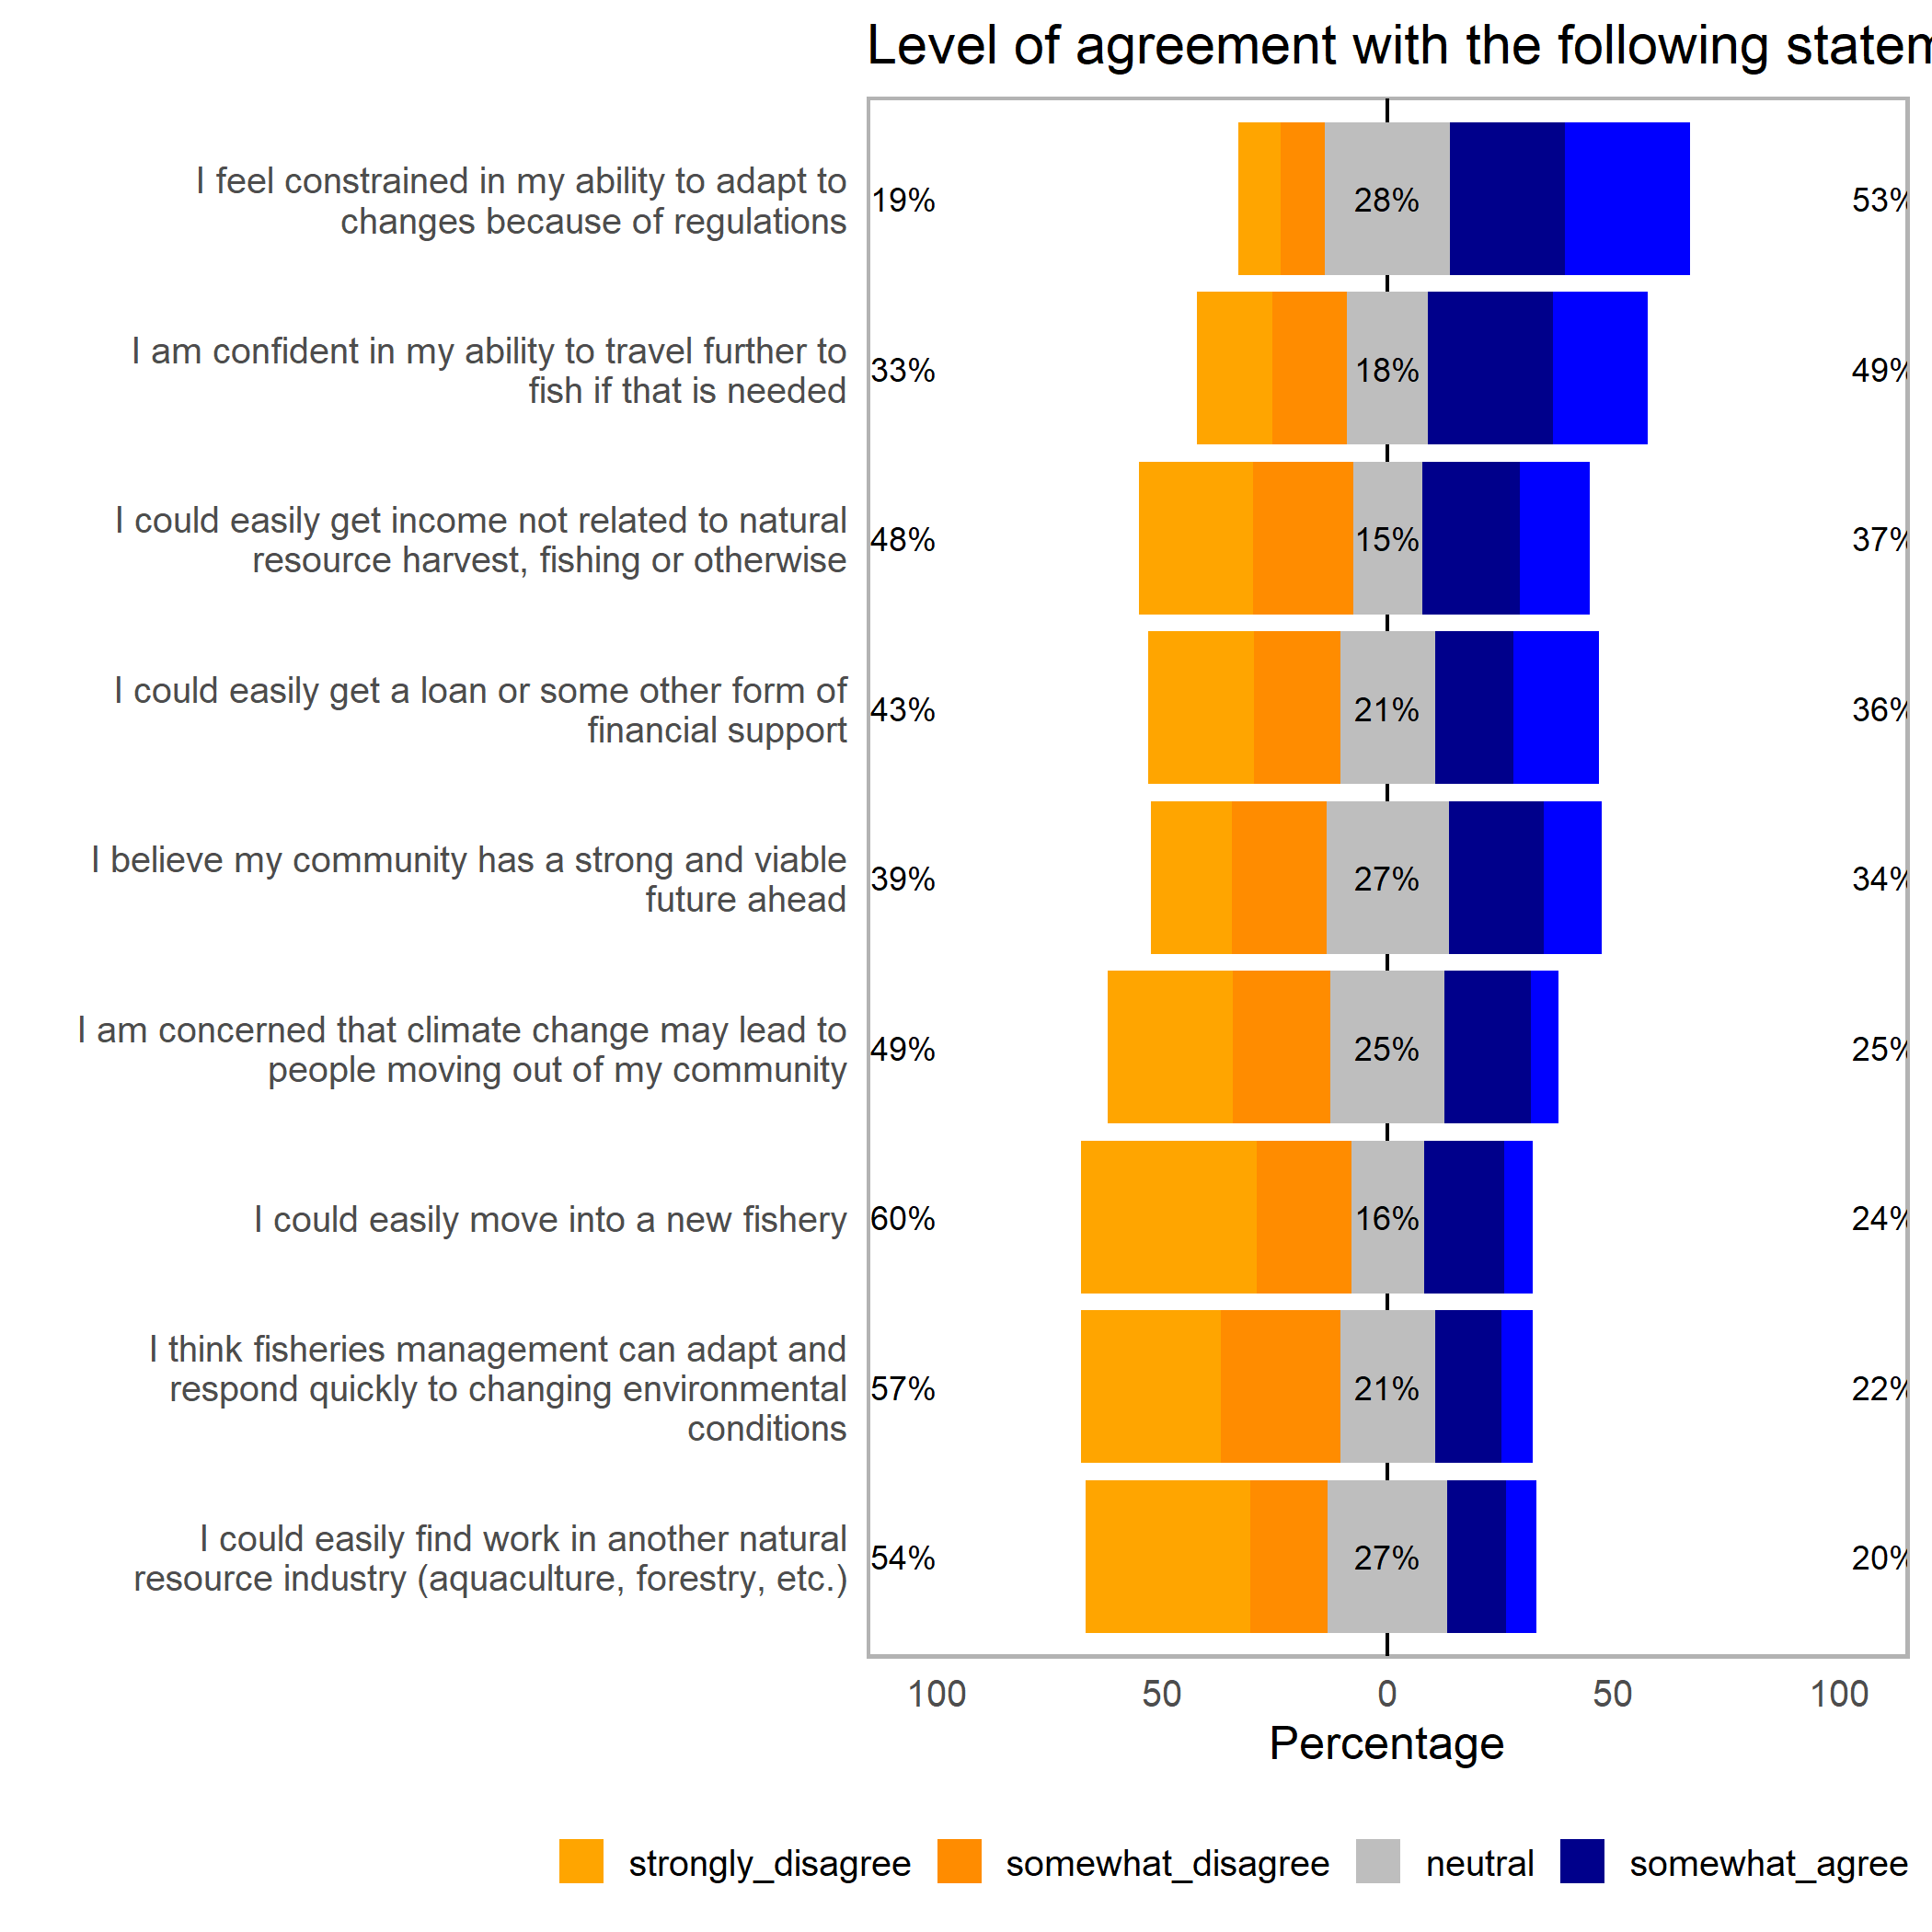 Level of agreement with the following
I feel constrained in my ability to adapt to
changes because of regulations
19% 28% 53%
I am confident in my ability to travel further to
fish if that is needed
33% 18% 49%
I could easily get income not related to natural
resource harvest, fishing or otherwise
48% 15% 37%
I could easily get a loan or some other form of
financial support
43% 21% 36%
I believe my community has a strong and viable
future ahead
39% 27% 34%
I am concerned that climate change may lead to
people moving out of my community
49% 25% 25%
I could easily move into a new fishery
60% 16% 24%
I think fisheries management can adapt and
respond quickly to changing environmental
conditions
57% 21% 22%
I could easily find work in another natural
resource industry (aquaculture, forestry, etc.)
54% 27% 20%
100 50 0 50 100
Percentage
strongly_disagree somewhat_disagree neutral somewhat_agree